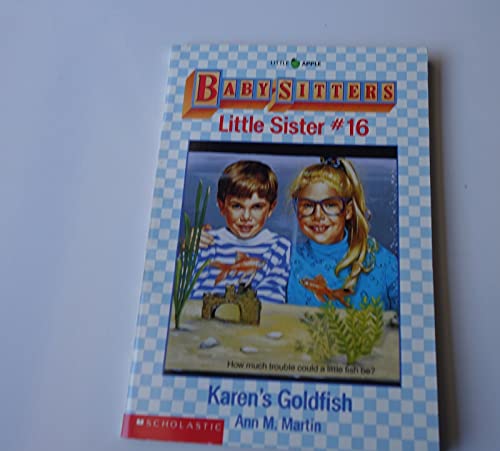 LITTLE APPLE
BABY-SITTERS
Little Sister #16
How much trouble could a little fish be?
Karen's Goldfish
Ann M. Martin
SCHOLASTIC